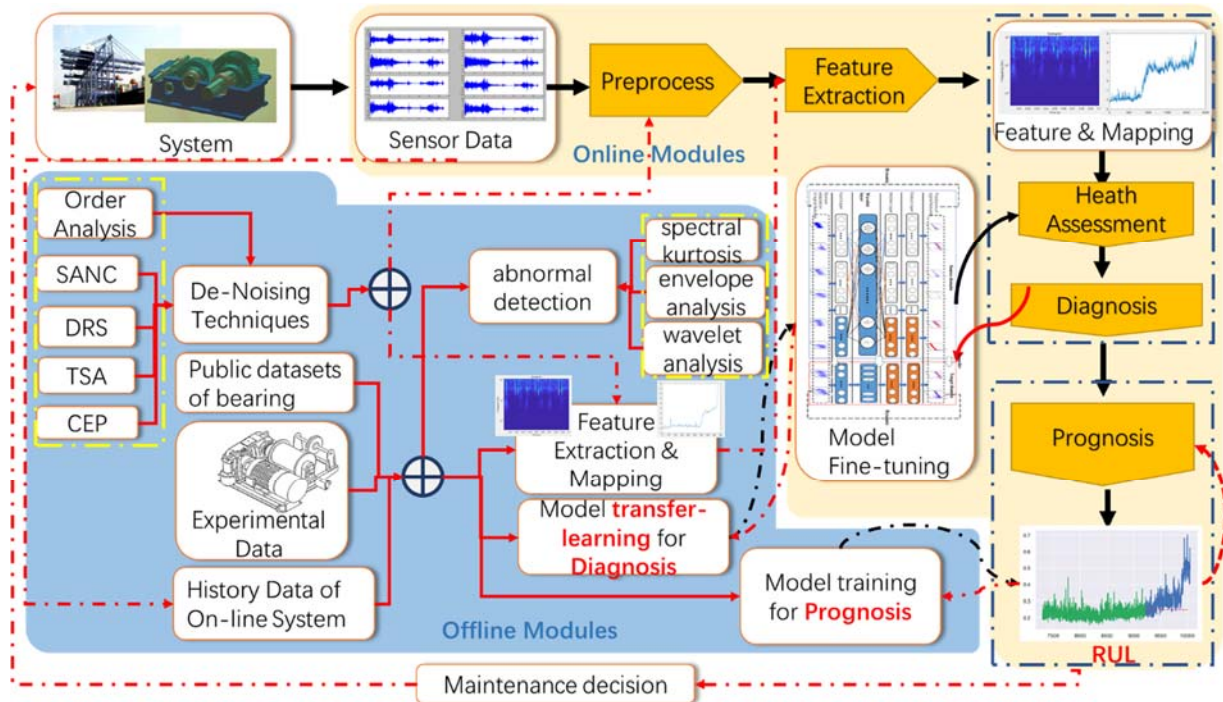 System
Sensor Data
Preprocess
Feature
Extraction
Feature & Mapping
Online Modules
Order
Analysis
SANC
DRS
TSA
CEP
De-Noising
Techniques
abnormal
detection
spectral
kurtosis
envelope
analysis
wavelet
analysis
Public datasets
of bearing
Experimental
Data
History Data of
On-line System
Feature
Extraction &
Mapping
Model transfer-
learning for
Diagnosis
Model training
for Prognosis
Offline Modules
Model
Fine-tuning
Heath
Assessment
Diagnosis
Prognosis
RUL
Maintenance decision